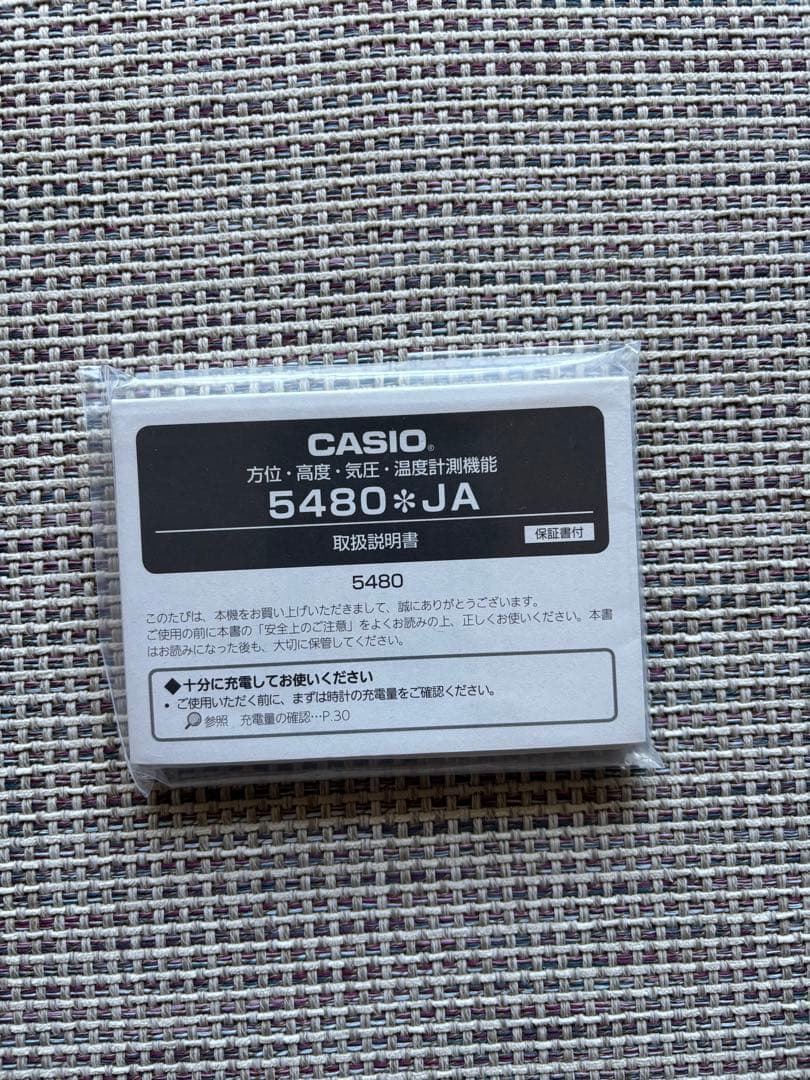 CASIO®
方位・高度・気圧・温度計測機能
5480＊JA
取扱説明書
保証書付
5480
このたびは、本機をお買い上げいただきまして、誠にありがとうございます。
ご使用の前に本書の「安全上のご注意」をよくお読みの上、正しくお使いください。本書
はお読みになった後も、大切に保管してください。
◆十分に充電してお使いください
• ご使用いただく前に、まずは時計の充電量をご確認ください。
参照 充電量の確認…P.30